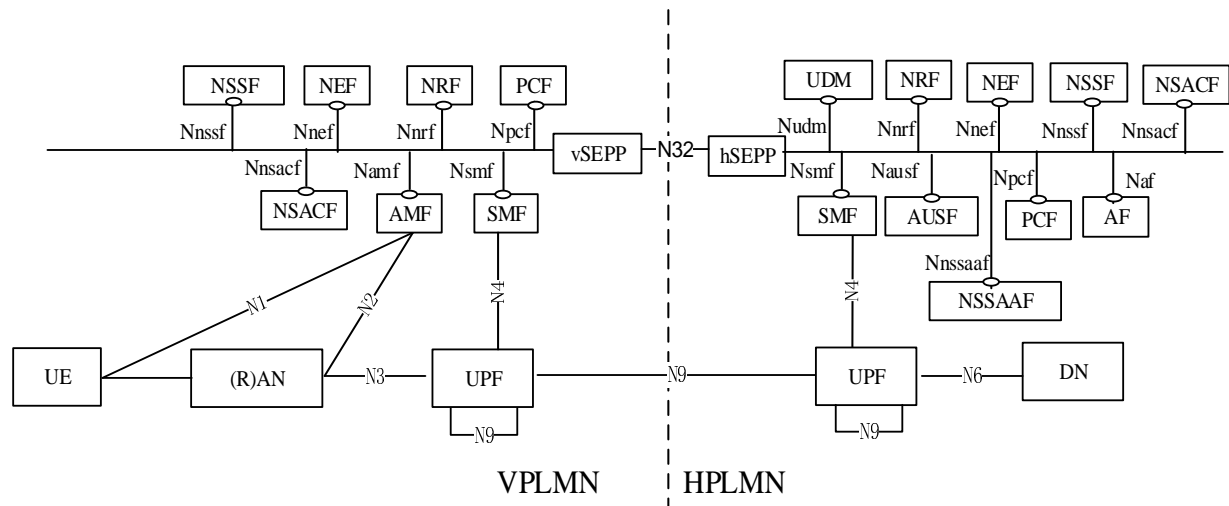 NSSF NEF NRF PCF UDM NRF NEF NSSF NSACF
Nnssf Nnef Nnrf Npcf Nudm Nnrf Nnef Nnssf Nnsacf
vSEPP N32 hSEPP
Nnsacf Namf Nsmf Nsmf Nausf Npcf Naf
NSACF AMF SMF SMF AUSF PCF AF
Nnssaaf
NSSAAF
N1 N2 N4 N4
UE (R)AN N3 UPF N9 UPF N6 DN
N9 N9
VPLMN HPLMN